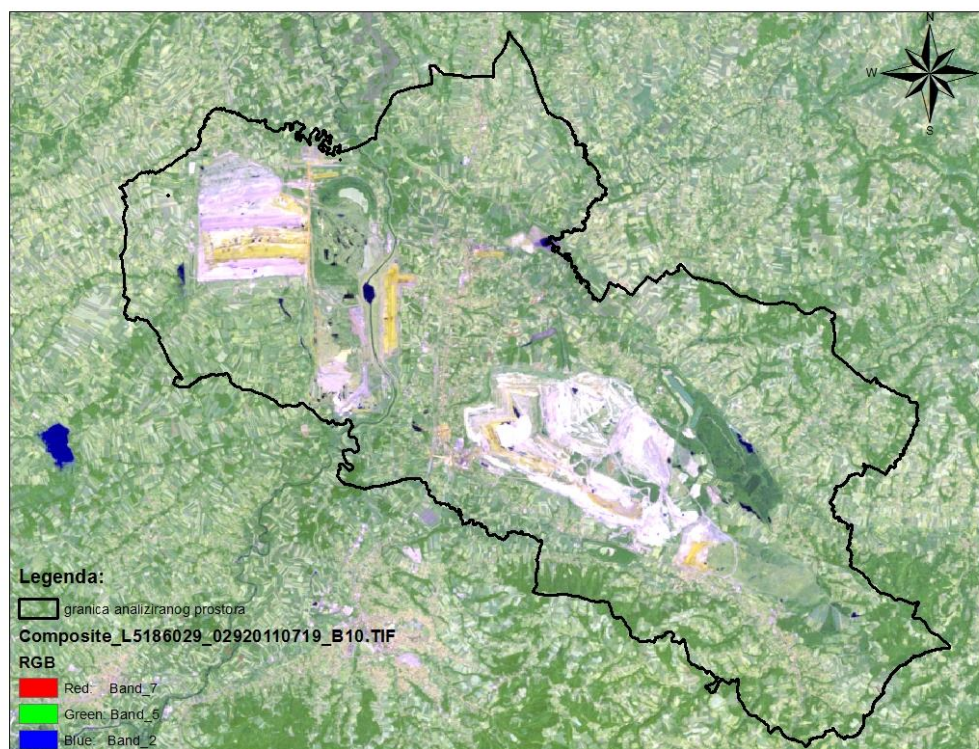 N
W
S
Legenda:
granica analiziranog prostora
Composite_L5186029_02920110719_B10.TIF
RGB
Red: Band_7
Green: Band_5
Blue: Band_2